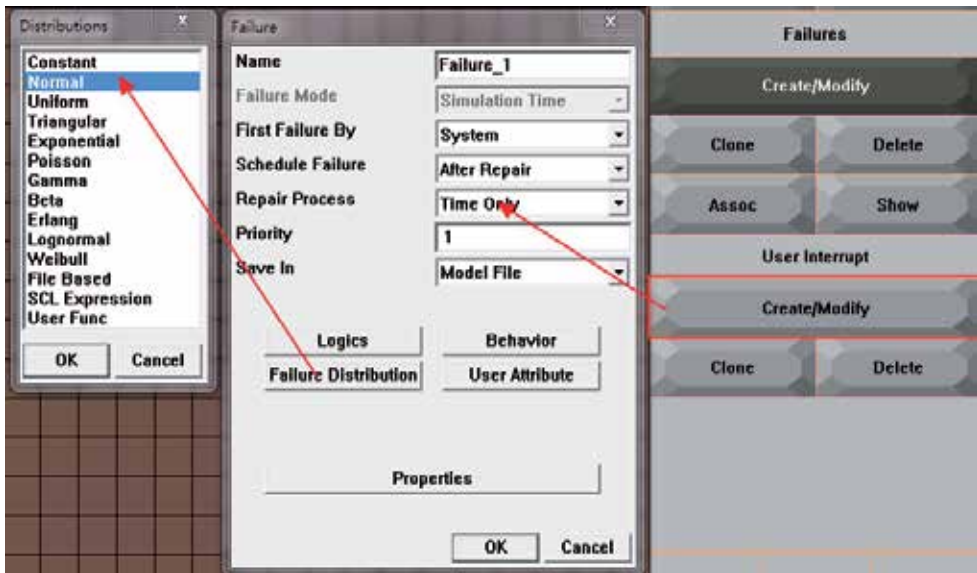 Distributions
x
Constant
Normal
Uniform
Triangular
Exponential
Poisson
Gamma
Beta
Erlang
Lognormal
Weibull
File Based
SCL Expression
User Func
OK
Cancel
Failure
x
Name
Failure_1
Failure Mode
Simulation Time
First Failure By
System
Schedule Failure
After Repair
Repair Process
Time Only
Priority
1
Save In
Model File
Logics
Behavior
Failure Distribution
User Attribute
Properties
OK
Cancel
Failures
Create/Modify
Clone
Delete
Assoc
Show
User Interrupt
Create/Modify
Clone
Delete